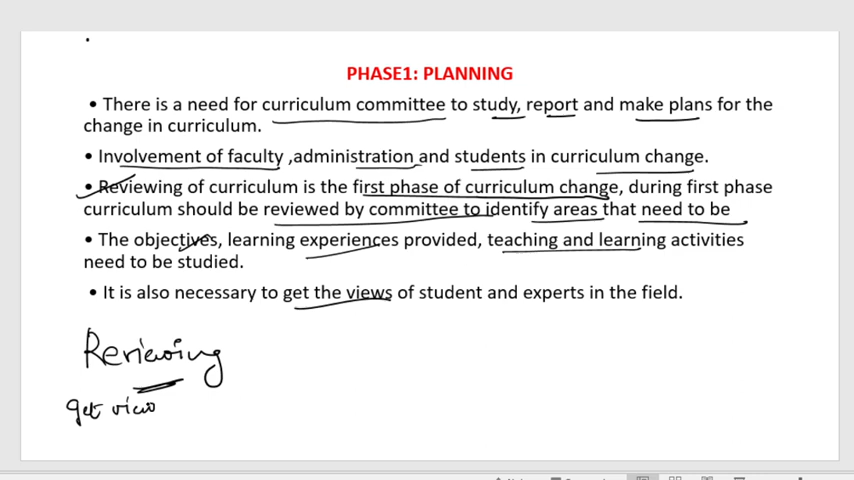 PHASE1: PLANNING
• There is a need for curriculum committee to study, report and make plans for the
change in curriculum.
• Involvement of faculty ,administration and students in curriculum change.
• Reviewing of curriculum is the first phase of curriculum change, during first phase
curriculum should be reviewed by committee to identify areas that need to be
• The objectives, learning experiences provided, teaching and learning activities
need to be studied.
• It is also necessary to get the views of student and experts in the field.
Reviewing
get view